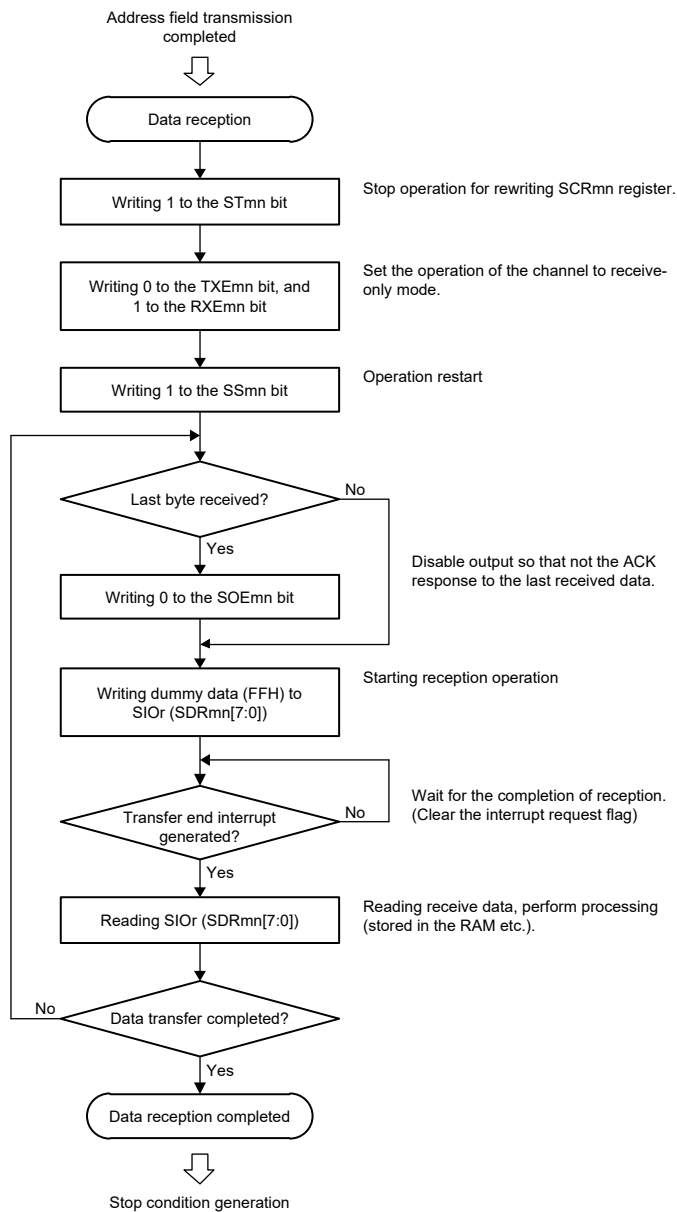 Address field transmission
completed
Data reception
Writing 1 to the STmn bit
Stop operation for rewriting SCRmn register.
Writing 0 to the TXEmn bit, and
1 to the RXEmn bit
Set the operation of the channel to receive-
only mode.
Writing 1 to the SSmn bit
Operation restart
Last byte received?
No
Yes
Disable output so that not the ACK
response to the last received data.
Writing 0 to the SOEmn bit
Writing dummy data (FFH) to
SIOr (SDRmn[7:0])
Starting reception operation
Transfer end interrupt
generated?
No
Wait for the completion of reception.
(Clear the interrupt request flag)
Yes
Reading SIOr (SDRmn[7:0])
Reading receive data, perform processing
(stored in the RAM etc.).
No
Data transfer completed?
Yes
Data reception completed
Stop condition generation